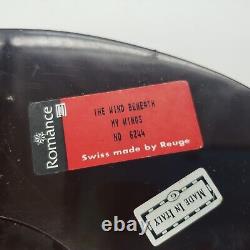 Romance
THE WIND BENEATH
MY WINGS
NO 6244
Swiss made by Reuge
MADE IN ITALY
G